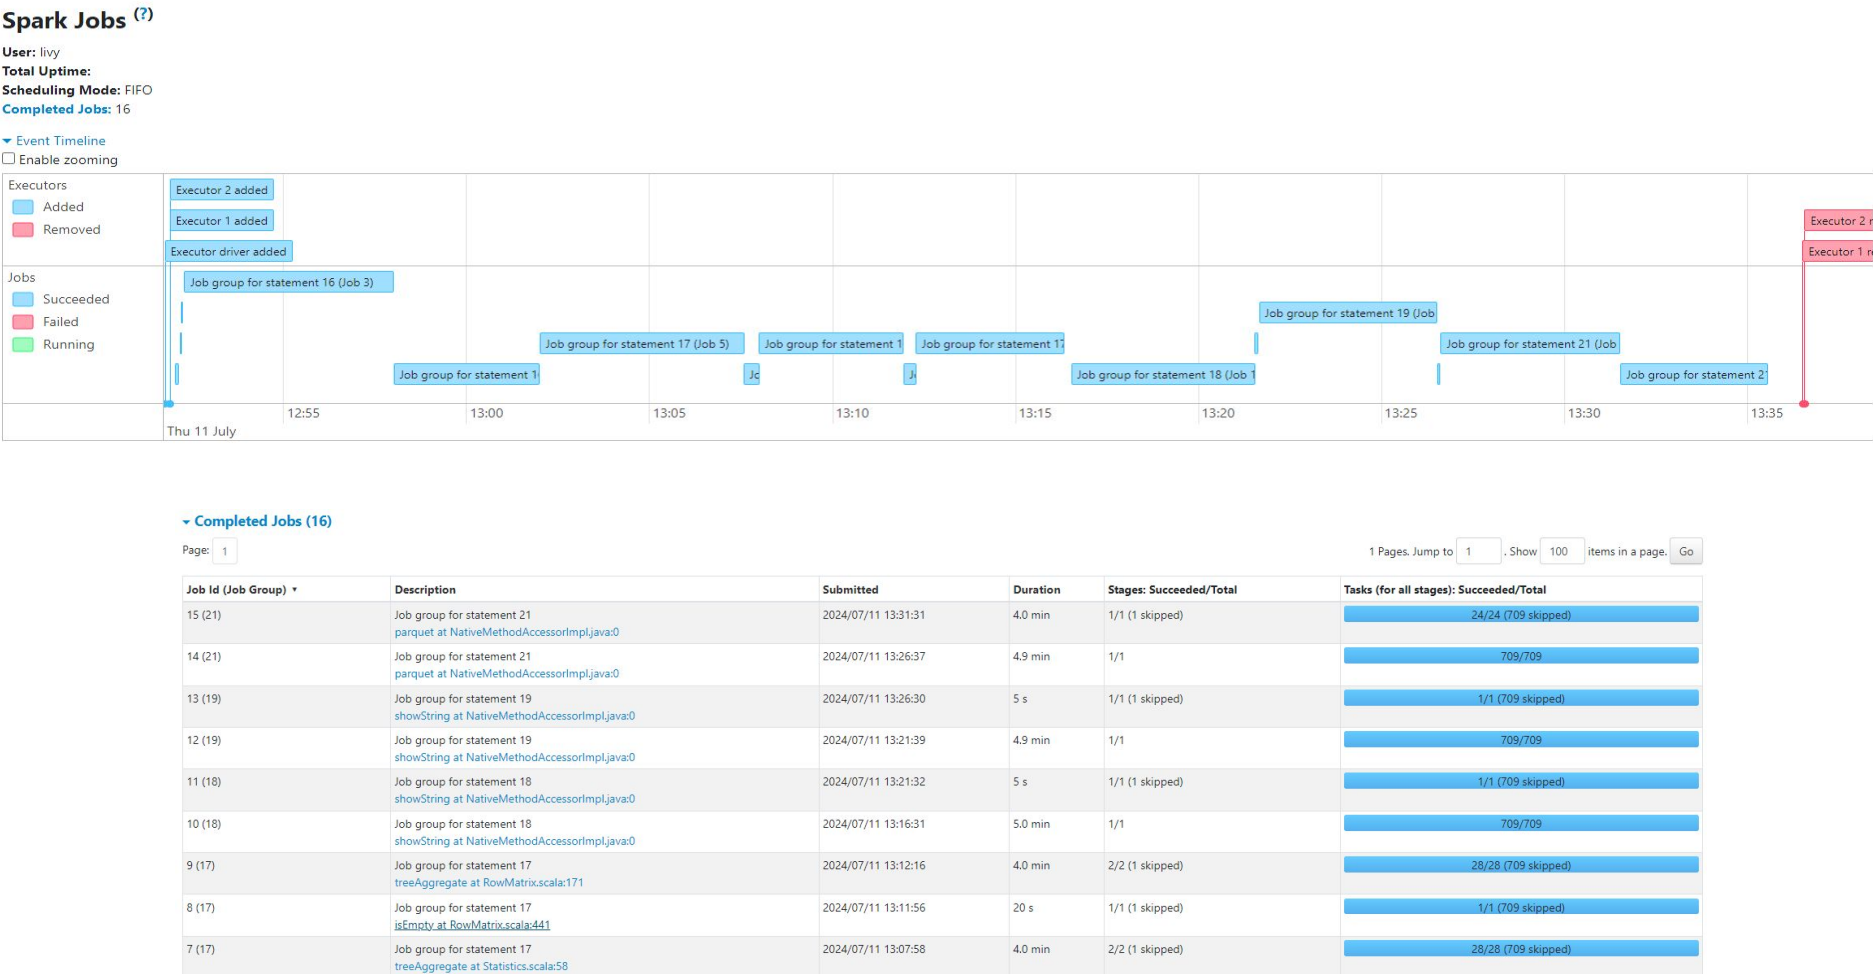 Spark Jobs (?)
User: livy
Total Uptime:
Scheduling Mode: FIFO
Completed Jobs: 16
Event Timeline
Enable zooming
Executors
Added
Removed
Executor 2 added
Executor 1 added
Executor driver added
Executor 2 r
Executor 1 re
Jobs
Succeeded
Failed
Running
Job group for statement 16 (Job 3)
Job group for statement 19 (Job
Job group for statement 17 (Job 5)
Job group for statement 1
Job group for statement 17
Job group for statement 21 (Job
Job group for statement 1
Jc
Job group for statement 18 (Job 1
Job group for statement 2
12:55
13:00
13:05
13:10
13:15
13:20
13:25
13:30
13:35
Thu 11 July
Completed Jobs (16)
Page: 1
1 Pages. Jump to 1 . Show 100 items in a page. Go
Job Id (Job Group) ▾ Description Submitted Duration Stages: Succeeded/Total Tasks (for all stages): Succeeded/Total
15 (21) Job group for statement 21 2024/07/11 13:31:31 4.0 min 1/1 (1 skipped) 24/24 (709 skipped)
parquet at NativeMethodAccessorImpl.java:0
14 (21) Job group for statement 21 2024/07/11 13:26:37 4.9 min 1/1 709/709
parquet at NativeMethodAccessorImpl.java:0
13 (19) Job group for statement 19 2024/07/11 13:26:30 5 s 1/1 (1 skipped) 1/1 (709 skipped)
showString at NativeMethodAccessorImpl.java:0
12 (19) Job group for statement 19 2024/07/11 13:21:39 4.9 min 1/1 709/709
showString at NativeMethodAccessorImpl.java:0
11 (18) Job group for statement 18 2024/07/11 13:21:32 5 s 1/1 (1 skipped) 1/1 (709 skipped)
showString at NativeMethodAccessorImpl.java:0
10 (18) Job group for statement 18 2024/07/11 13:16:31 5.0 min 1/1 709/709
showString at NativeMethodAccessorImpl.java:0
9 (17) Job group for statement 17 2024/07/11 13:12:16 4.0 min 2/2 (1 skipped) 28/28 (709 skipped)
treeAggregate at RowMatrix.scala:171
8 (17) Job group for statement 17 2024/07/11 13:11:56 20 s 1/1 (1 skipped) 1/1 (709 skipped)
isEmpty at RowMatrix.scala:441
7 (17) Job group for statement 17 2024/07/11 13:07:58 4.0 min 2/2 (1 skipped) 28/28 (709 skipped)
treeAggregate at Statistics.scala:58